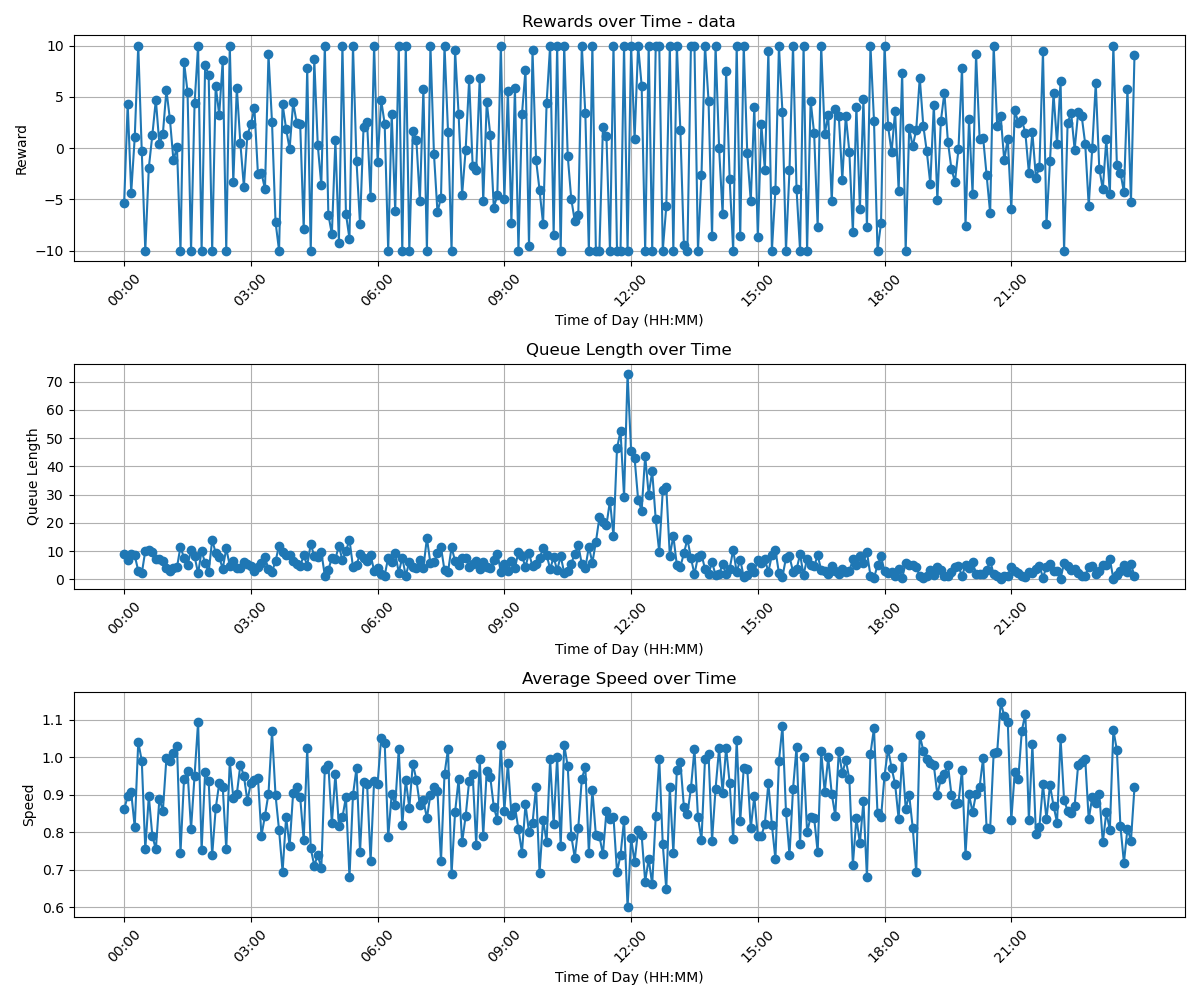 Rewards over Time - data
10
5
0
−5
−10
Reward
00:00 03:00 06:00 09:00 12:00 15:00 18:00 21:00
Time of Day (HH:MM)
Queue Length over Time
70
60
50
40
30
20
10
0
Queue Length
00:00 03:00 06:00 09:00 12:00 15:00 18:00 21:00
Time of Day (HH:MM)
Average Speed over Time
1.1
1.0
0.9
0.8
0.7
0.6
Speed
00:00 03:00 06:00 09:00 12:00 15:00 18:00 21:00
Time of Day (HH:MM)